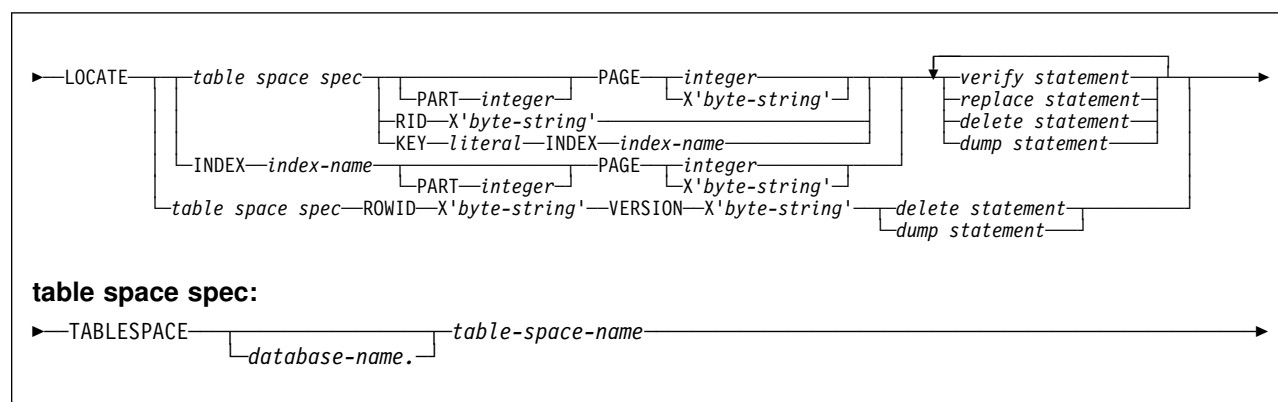 LOCATE table space spec PAGE integer verify statement
PART integer X'byte-string' replace statement
RID X'byte-string' delete statement
KEY literal INDEX index-name dump statement
INDEX index-name PAGE integer
PART integer X'byte-string'
table space spec ROWID X'byte-string' VERSION X'byte-string' delete statement
dump statement
table space spec:
TABLESPACE table-space-name
database-name.